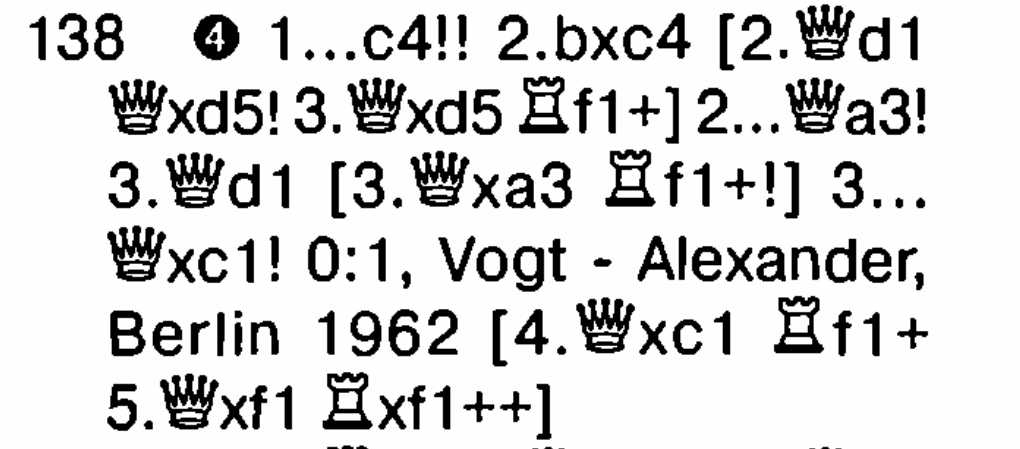 138 ❹ 1...c4!! 2.bxc4 [2.♕d1
♕xd5! 3.♕xd5 ♖f1+] 2...♕a3!
3.♕d1 [3.♕xa3 ♖f1+!] 3...
♕xc1! 0:1, Vogt - Alexander,
Berlin 1962 [4.♕xc1 ♖f1+
5.♕xf1 ♖xf1++]